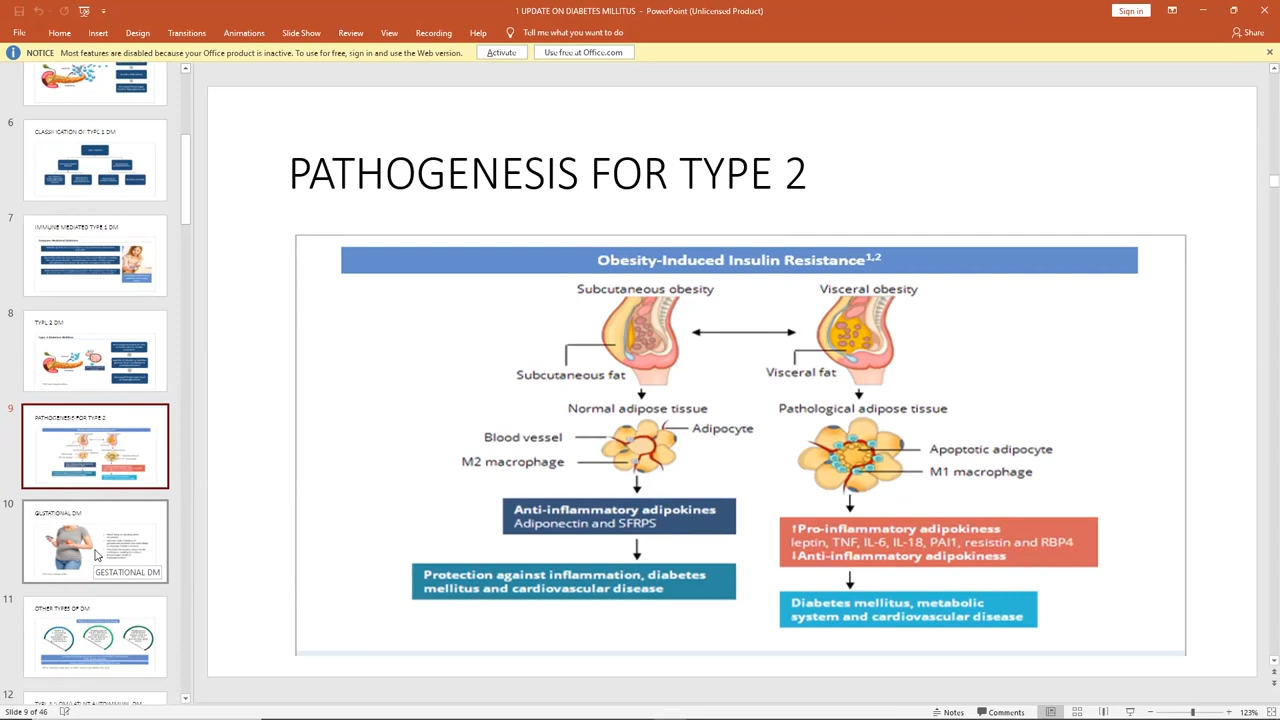 1 UPDATE ON DIABETES MILLITUS - PowerPoint (Unlicensed Product)
Sign in
File Home Insert Design Transitions Animations Slide Show Review View Recording Help Tell me what you want to do
Share
NOTICE Most features are disabled because your Office product is inactive. To use for free, sign in and use the Web version.
Activate
Use free at Office.com
6
CLASSIFICATION OF TYPE 1 DM
7
IMMUNE MEDIATED TYPE 1 DM
8
TYPE 2 DM
9
PATHOGENESIS FOR TYPE 2
10
GESTATIONAL DM
GESTATIONAL DM
11
OTHER TYPES OF DM
12
PATHOGENESIS FOR TYPE 2
Obesity-Induced Insulin Resistance1,2
Subcutaneous obesity
Visceral obesity
Subcutaneous fat
Visceral fat
Normal adipose tissue
Pathological adipose tissue
Blood vessel
Adipocyte
M2 macrophage
Apoptotic adipocyte
M1 macrophage
Anti-inflammatory adipokines
Adiponectin and SFRPS
↑Pro-inflammatory adipokiness
leptin, TNF, IL-6, IL-18, PAI1, resistin and RBP4
↓Anti-inflammatory adipokiness
Protection against inflammation, diabetes
mellitus and cardiovascular disease
Diabetes mellitus, metabolic
system and cardiovascular disease
Slide 9 of 46
Notes
Comments
123%